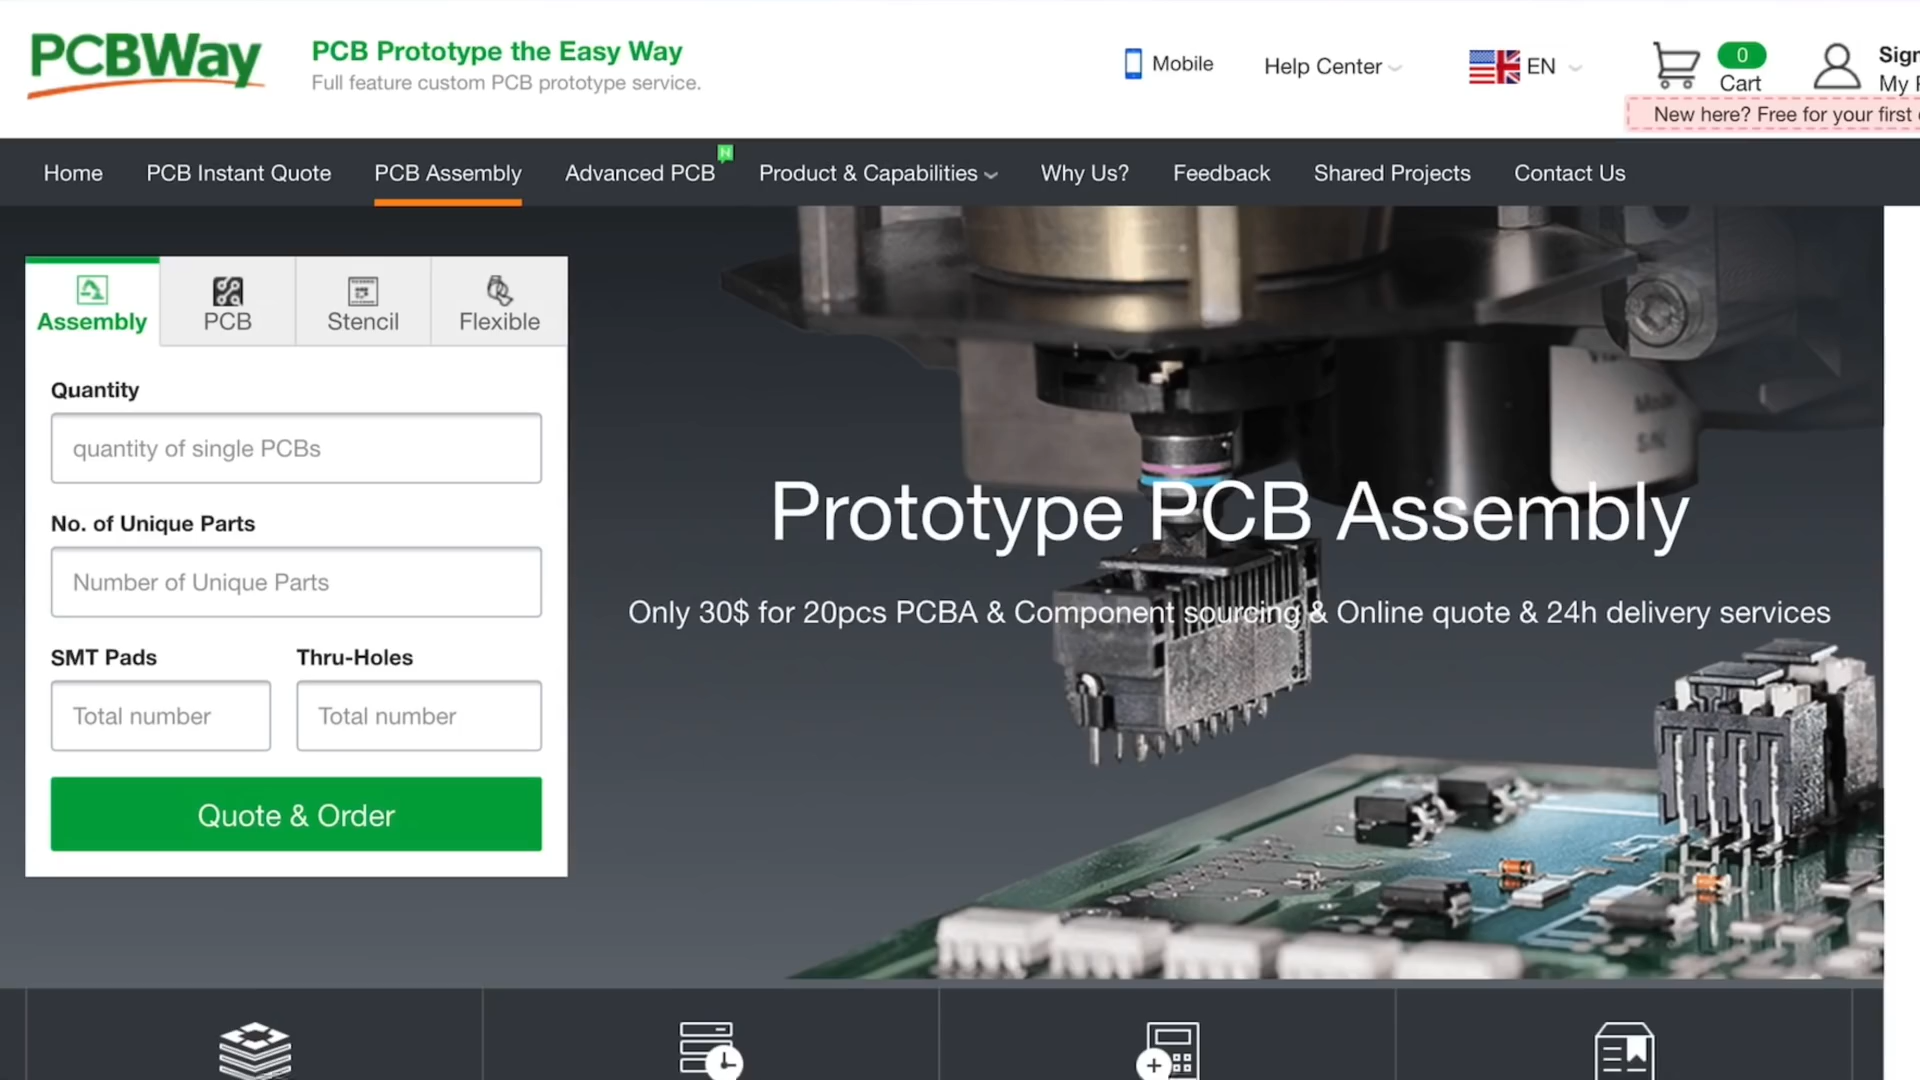 PCBWay
PCB Prototype the Easy Way
Full feature custom PCB prototype service.
Mobile
Help Center
EN
0
Cart
Sign
My
New here? Free for your first
Home
PCB Instant Quote
PCB Assembly
Advanced PCB
N
Product & Capabilities
Why Us?
Feedback
Shared Projects
Contact Us
Assembly
PCB
Stencil
Flexible
Quantity
quantity of single PCBs
No. of Unique Parts
Number of Unique Parts
SMT Pads
Thru-Holes
Total number
Total number
Quote & Order
Prototype PCB Assembly
Only 30$ for 20pcs PCBA & Component sourcing & Online quote & 24h delivery services